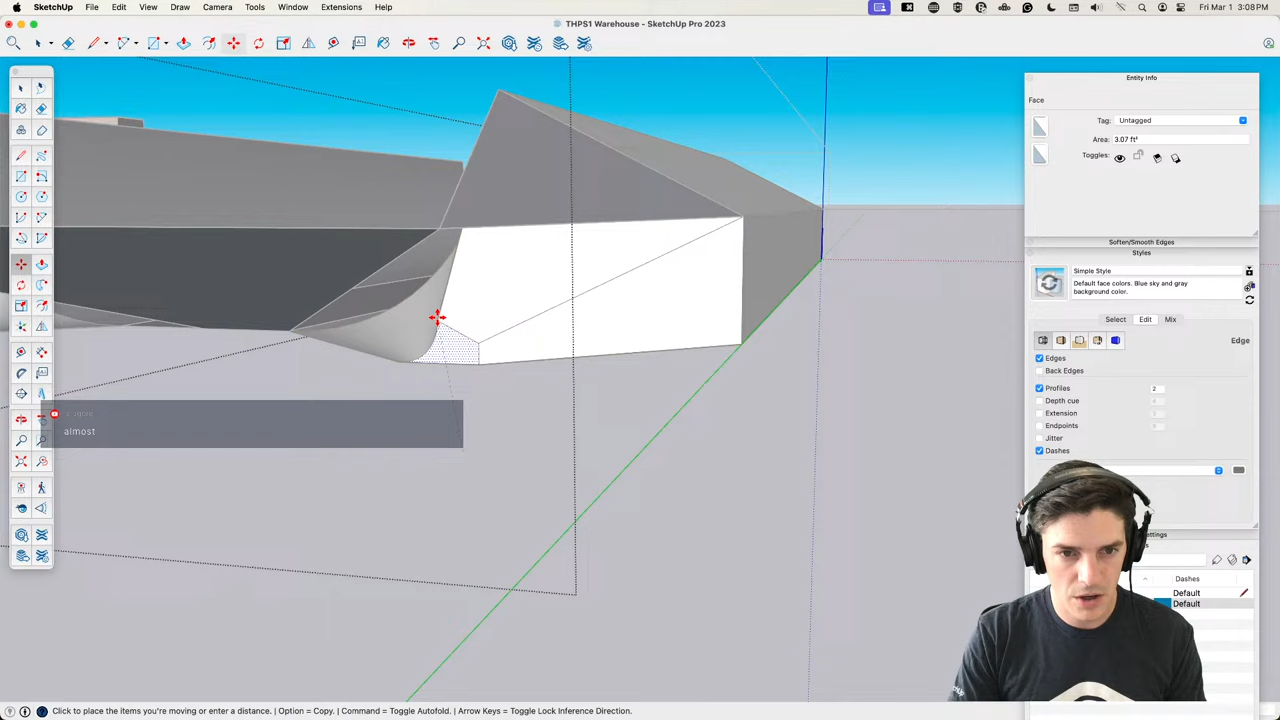 SketchUp File Edit View Draw Camera Tools Window Extensions Help
Fri Mar 1 3:08 PM
THPS1 Warehouse - SketchUp Pro 2023
Entity Info
Face
Tag: Untagged
Area: 3.07 ft²
Toggles:
Soften/Smooth Edges
Styles
Simple Style
Default face colors. Blue sky and gray
background color.
Select Edit Mix
Edge
Edges
Back Edges
Profiles 2
Depth cue
Extension
Endpoints
Jitter
Dashes
almost
Dashes
Default
Default
Click to place the items you're moving or enter a distance. | Option = Copy. | Command = Toggle Autofold. | Arrow Keys = Toggle Lock Inference Direction.